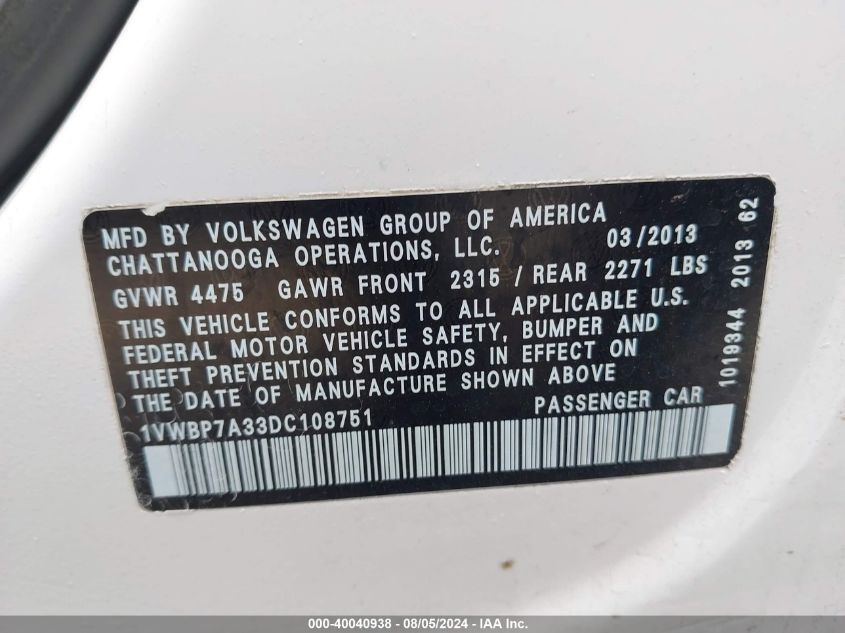 MFD BY VOLKSWAGEN GROUP OF AMERICA
CHATTANOOGA OPERATIONS, LLC. 03/2013
GVWR 4475 GAWR FRONT 2315 / REAR 2271 LBS
THIS VEHICLE CONFORMS TO ALL APPLICABLE U.S.
FEDERAL MOTOR VEHICLE SAFETY, BUMPER AND
THEFT PREVENTION STANDARDS IN EFFECT ON
THE DATE OF MANUFACTURE SHOWN ABOVE
1VWBP7A33DC108751 PASSENGER CAR
1019344 2013 62
000-40040938 - 08/05/2024 - IAA Inc.